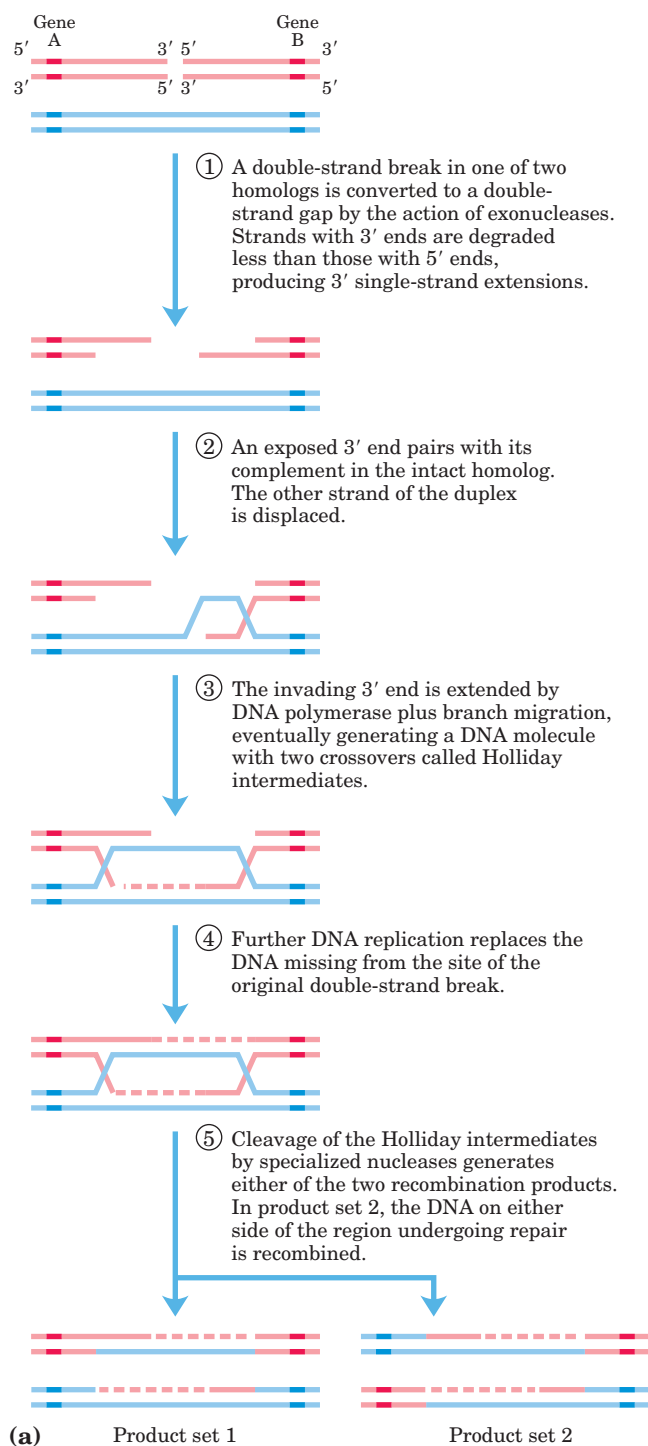 Gene Gene
A B
5′ 3′ 5′ 3′
3′ 5′ 3′ 5′
① A double-strand break in one of two
homologs is converted to a double-
strand gap by the action of exonucleases.
Strands with 3′ ends are degraded
less than those with 5′ ends,
producing 3′ single-strand extensions.
② An exposed 3′ end pairs with its
complement in the intact homolog.
The other strand of the duplex
is displaced.
③ The invading 3′ end is extended by
DNA polymerase plus branch migration,
eventually generating a DNA molecule
with two crossovers called Holliday
intermediates.
④ Further DNA replication replaces the
DNA missing from the site of the
original double-strand break.
⑤ Cleavage of the Holliday intermediates
by specialized nucleases generates
either of the two recombination products.
In product set 2, the DNA on either
side of the region undergoing repair
is recombined.
(a) Product set 1 Product set 2